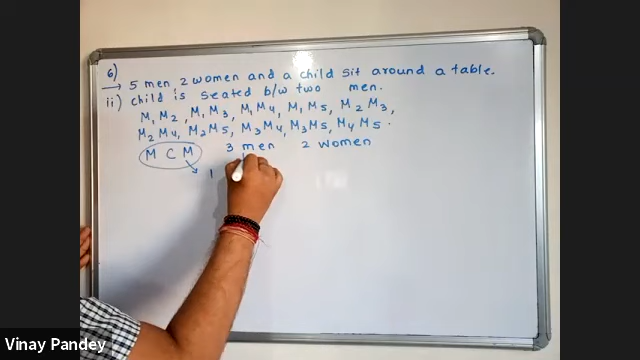 6)
→ 5 men, 2 women and a child sit around a table.
ii) child is seated b/w two men.
M₁M₂, M₁M₃, M₁M₄, M₁M₅, M₂M₃,
M₂M₄, M₂M₅, M₃M₄, M₃M₅, M₄M₅.
M C M 3 men 2 women
1
Vinay Pandey